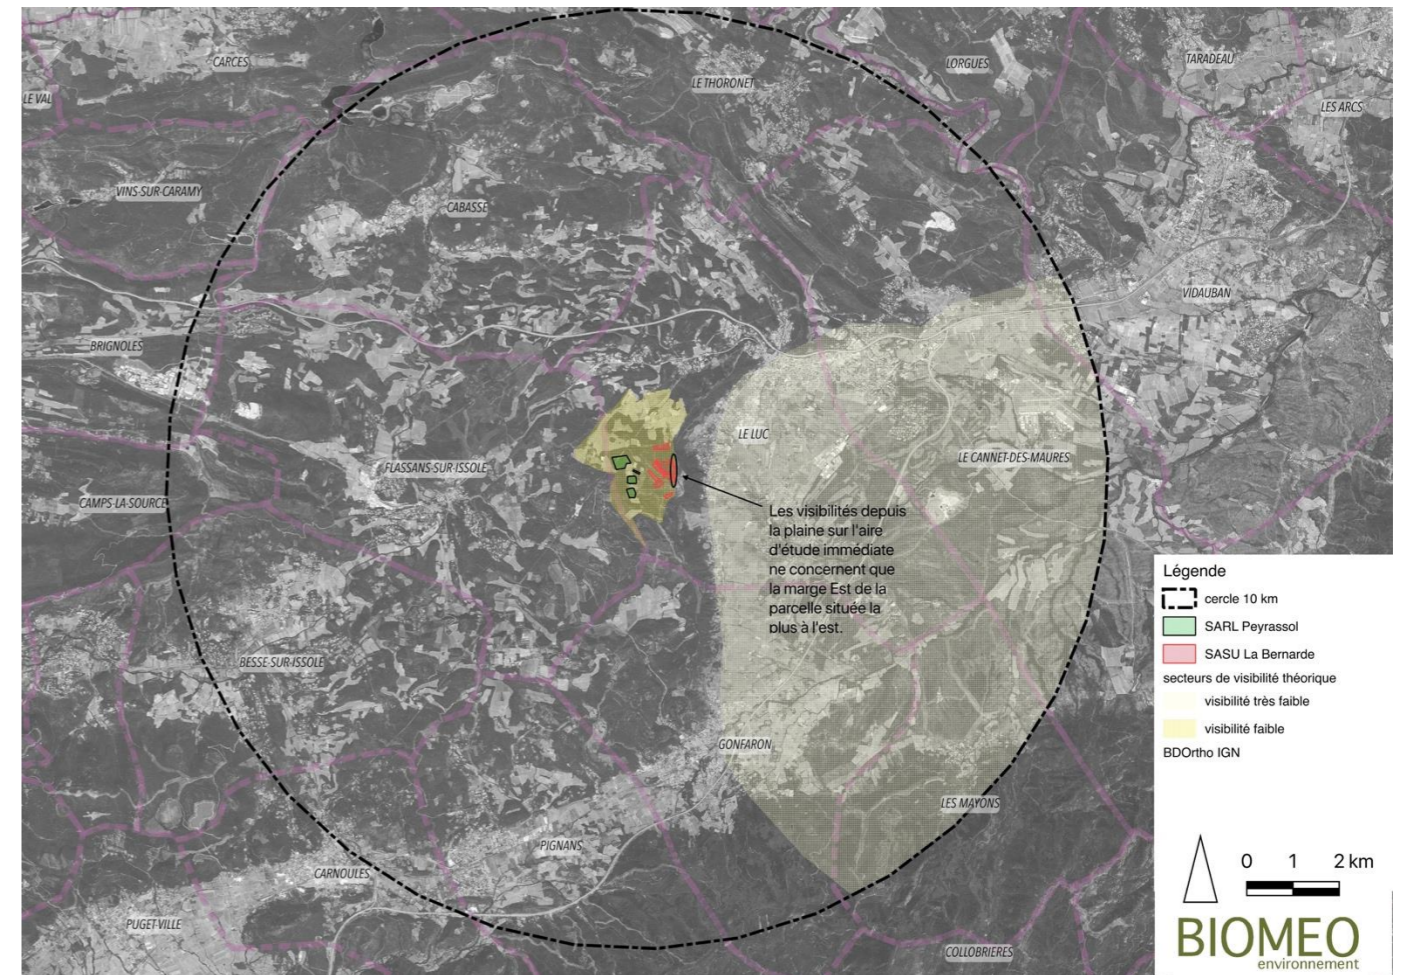 CARCES
LE THORONET
LORGUES
TARADEAU
LE VAL
LES ARCS
VINS-SUR-CARAMY
CABASSE
VIDAUBAN
BRIGNOLES
LE LUC
FLASSANS-SUR-ISSOLE
LE CANNET-DES-MAURES
CAMPS-LA-SOURCE
Les visibilités depuis
la plaine sur l'aire
d'étude immédiate
ne concernent que
la marge Est de la
parcelle située la
plus à l'est.
BESSE-SUR-ISSOLE
GONFARON
LES MAYONS
PIGNANS
CARNOULES
PUGET-VILLE
COLLOBRIERES
Légende
cercle 10 km
SARL Peyrassol
SASU La Bernarde
secteurs de visibilité théorique
visibilité très faible
visibilité faible
BDOrtho IGN
0 1 2 km
BIOMEO
environnement